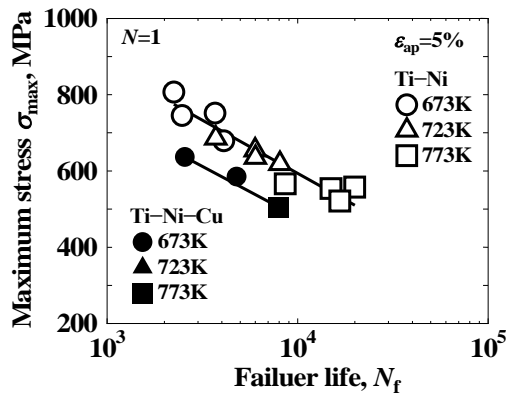 Maximum stress σmax, MPa
1000
800
600
400
200
N=1
εap=5%
Ti−Ni
673K
723K
773K
Ti−Ni−Cu
673K
723K
773K
10³
10⁴
10⁵
Failuer life, Nf